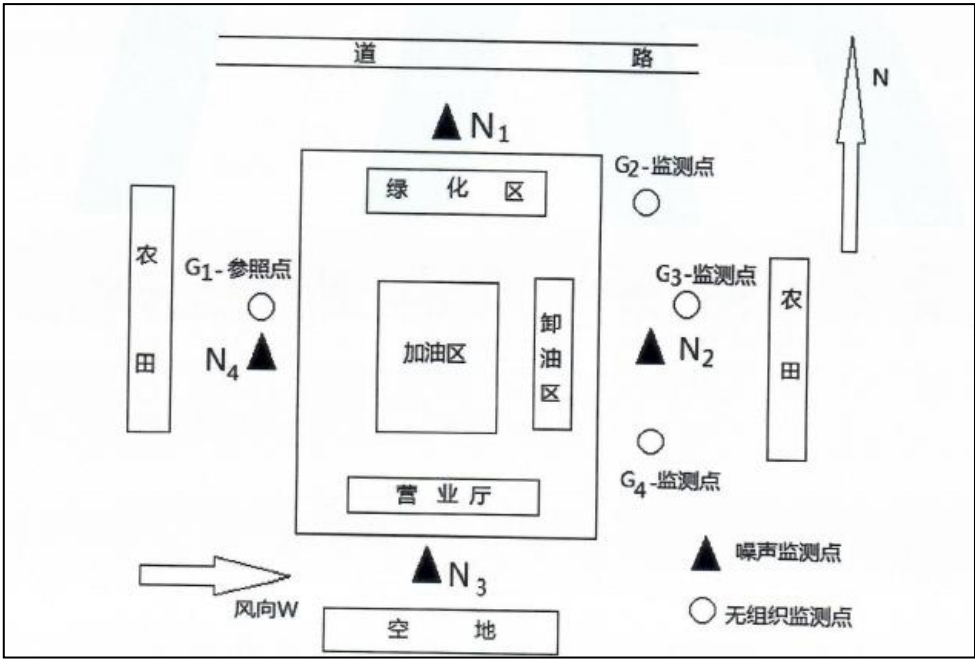 道 路
N
N1
G2-监测点
绿 化 区
农 田
G1-参照点
G3-监测点
农 田
卸油区
加油区
N4
N2
G4-监测点
营 业 厅
噪声监测点
N3
风向W
无组织监测点
空 地